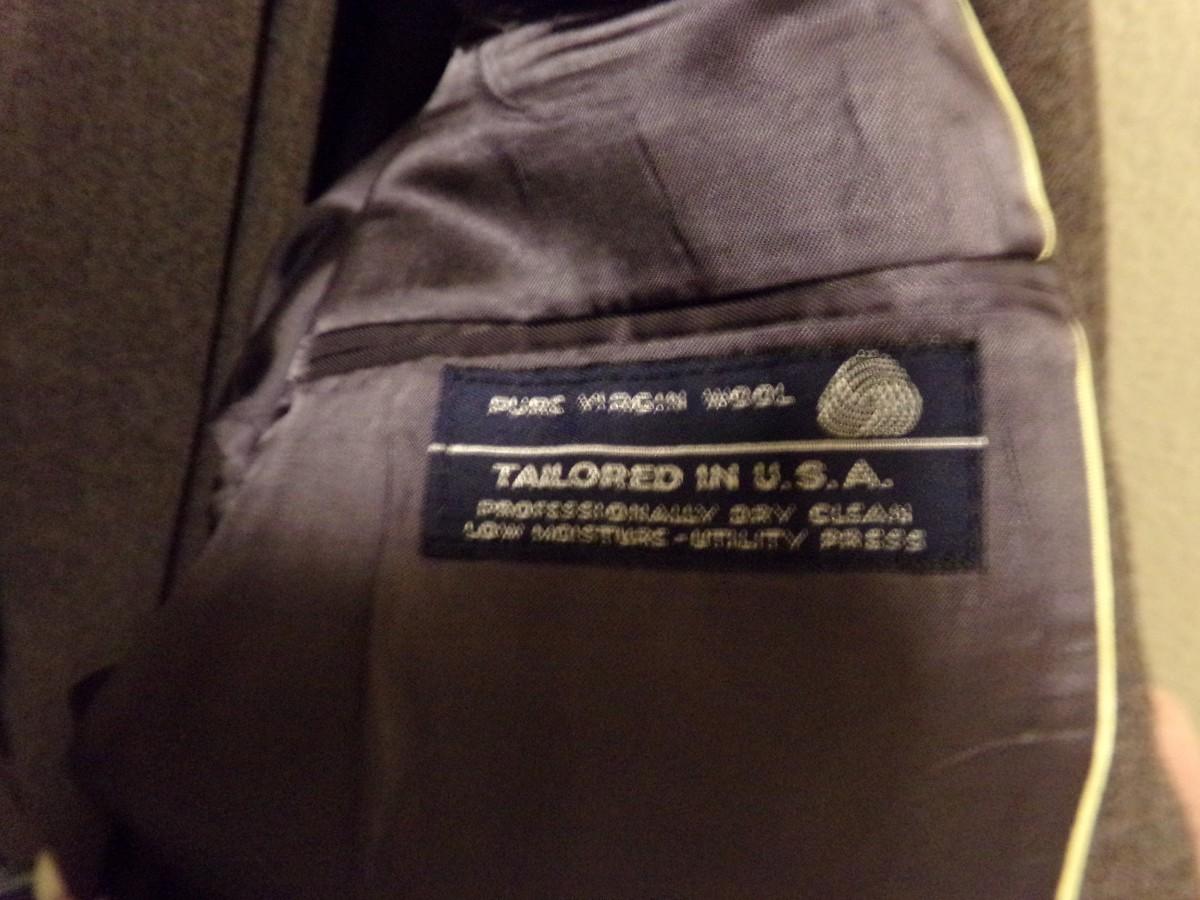 PURE VIRGIN WOOL
TAILORED IN U.S.A.
PROFESSIONALLY DRY CLEAN
LOW MOISTURE-UTILITY PRESS